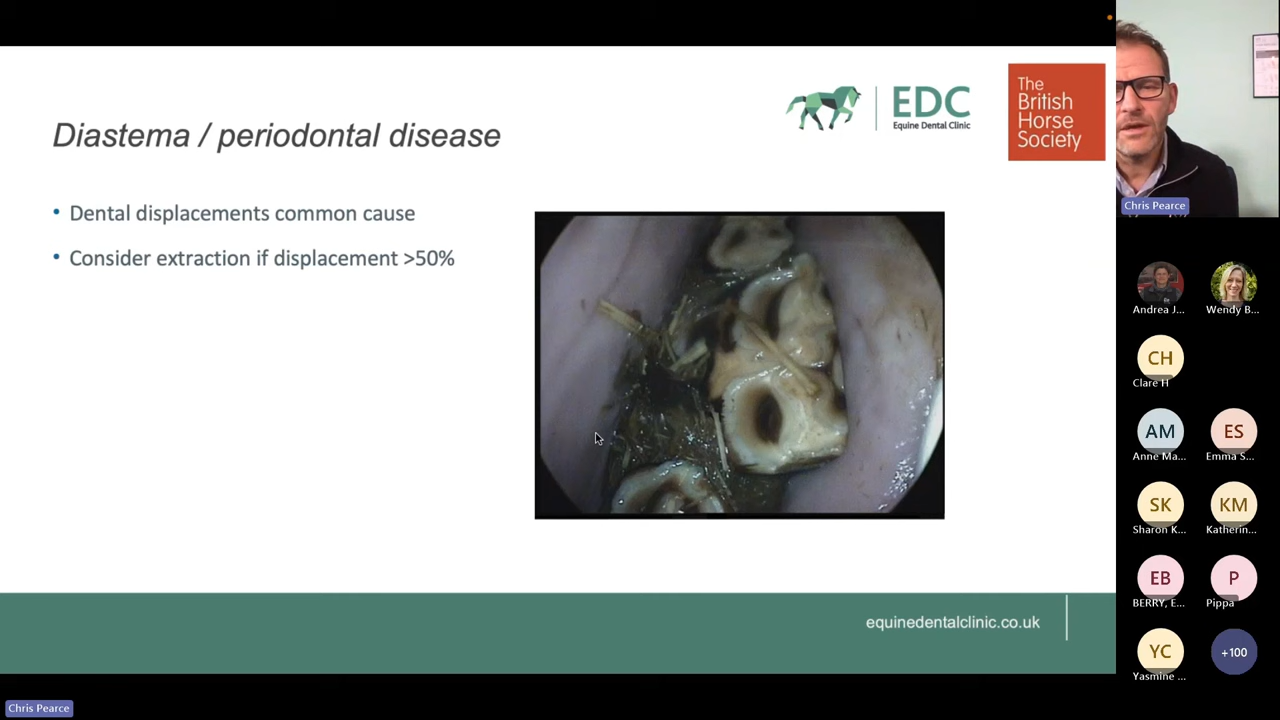 Diastema / periodontal disease
EDC
Equine Dental Clinic
The
British
Horse
Society
• Dental displacements common cause
• Consider extraction if displacement >50%
equinedentalclinic.co.uk
Chris Pearce
Andrea J...
Wendy B...
CH
Clare H
AM
ES
Anne Ma...
Emma S...
SK
KM
Sharon K...
Katherin...
EB
P
BERRY, E...
Pippa
YC
+100
Yasmine ...
Chris Pearce